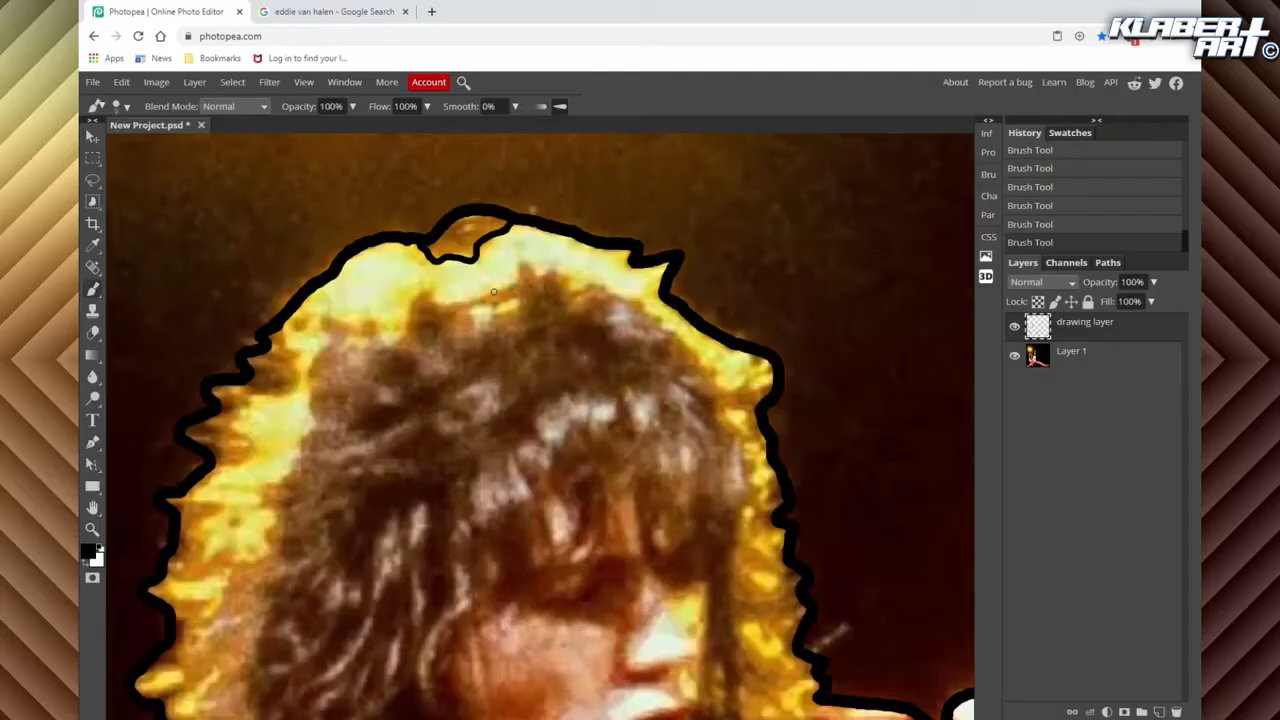 Photopea | Online Photo Editor
eddie van halen - Google Search
KLABERT
ART ©
photopea.com
Apps News Bookmarks Log in to find your l...
File Edit Image Layer Select Filter View Window More Account
About Report a bug Learn Blog API
Blend Mode: Normal Opacity: 100% Flow: 100% Smooth: 0%
New Project.psd *
Inf
Pro
Bru
Cha
Par
CSS
3D
History Swatches
Brush Tool
Brush Tool
Brush Tool
Brush Tool
Brush Tool
Brush Tool
Layers Channels Paths
Normal Opacity: 100%
Lock: Fill: 100%
drawing layer
Layer 1
eff